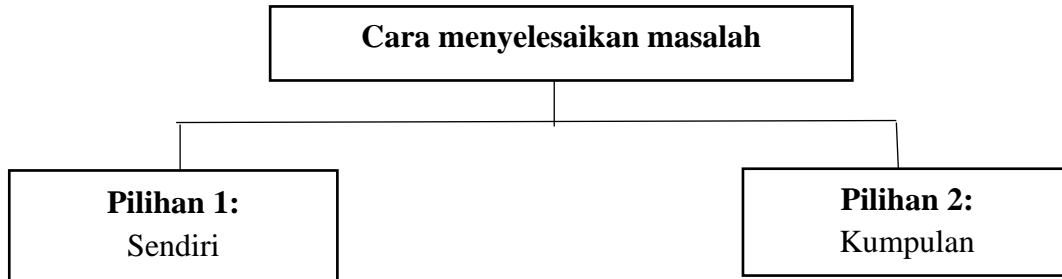 Cara menyelesaikan masalah
Pilihan 1:
Sendiri
Pilihan 2:
Kumpulan